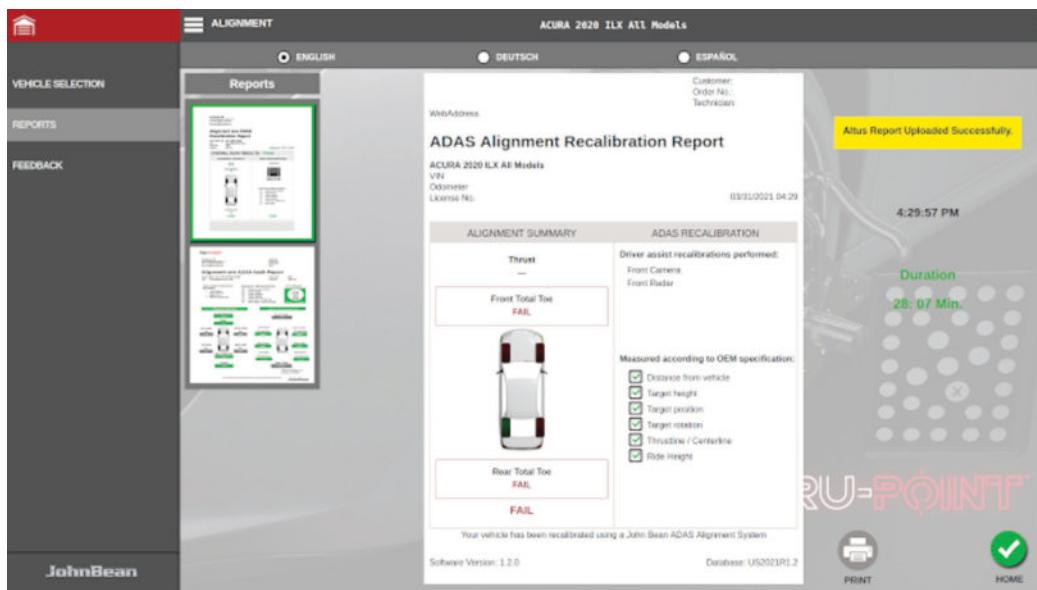 ALIGNMENT
ACURA 2020 ILX All Models
ENGLISH
DEUTSCH
ESPAÑOL
VEHICLE SELECTION
REPORTS
FEEDBACK
Reports
Customer:
Order No.:
Technician:
WebAddress
ADAS Alignment Recalibration Report
ACURA 2020 ILX All Models
VIN
Odometer
License No.
03/31/2021 04:29
ALIGNMENT SUMMARY
ADAS RECALIBRATION
Thrust
---
Front Total Toe
FAIL
Rear Total Toe
FAIL
FAIL
Driver assist recalibrations performed:
Front Camera
Front Radar
Measured according to OEM specification:
Distance from vehicle
Target height
Target position
Target rotation
Thrustline / Centerline
Ride Height
Your vehicle has been recalibrated using a John Bean ADAS Alignment System
Software Version: 1.2.0
Database: US2021R1.2
Altus Report Uploaded Successfully.
4:29:57 PM
Duration
28: 07 Min.
RU-POINT
PRINT
HOME
JohnBean